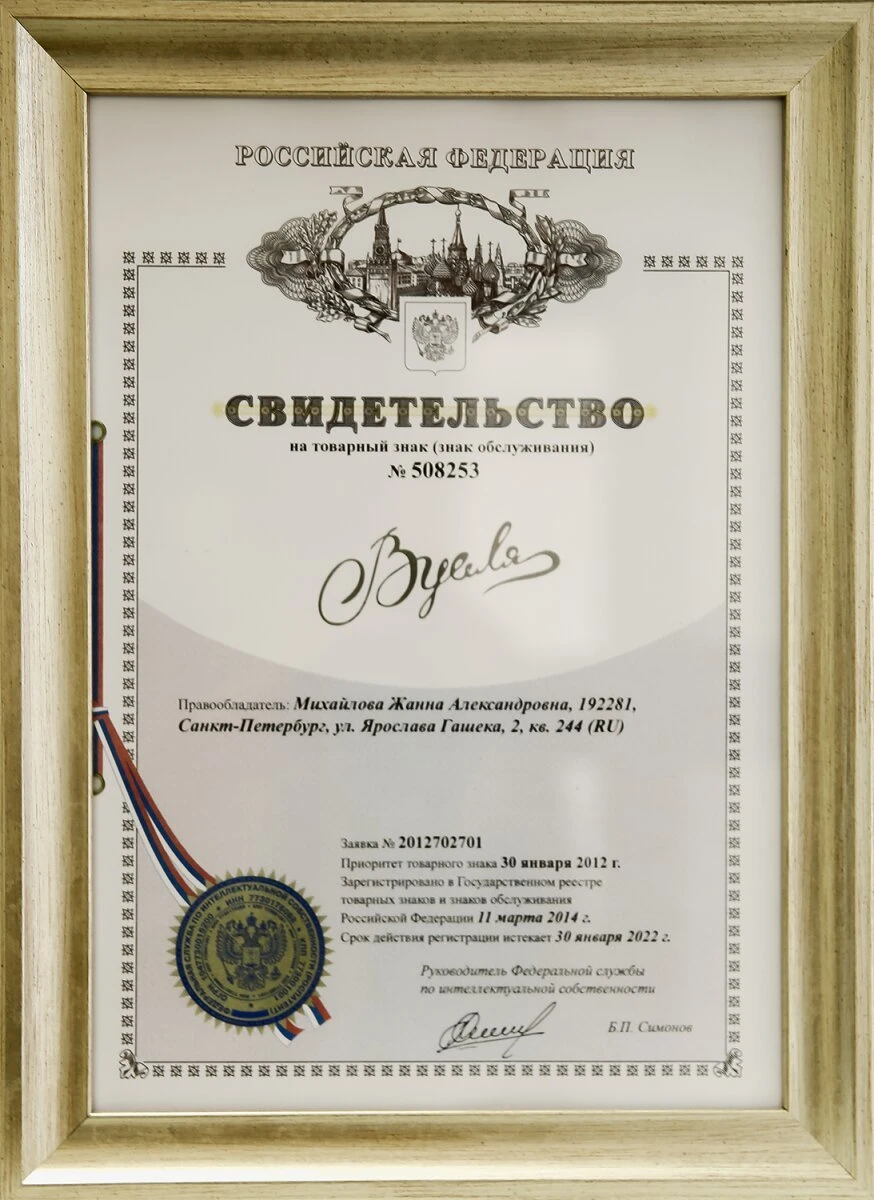 РОССИЙСКАЯ ФЕДЕРАЦИЯ
СВИДЕТЕЛЬСТВО
на товарный знак (знак обслуживания)
№ 508253
Правообладатель: Михайлова Жанна Александровна, 192281,
Санкт-Петербург, ул. Ярослава Гашека, 2, кв. 244 (RU)
Заявка № 2012702701
Приоритет товарного знака 30 января 2012 г.
Зарегистрировано в Государственном реестре
товарных знаков и знаков обслуживания
Российской Федерации 11 марта 2014 г.
Срок действия регистрации истекает 30 января 2022 г.
Руководитель Федеральной службы
по интеллектуальной собственности
Б.П. Симонов